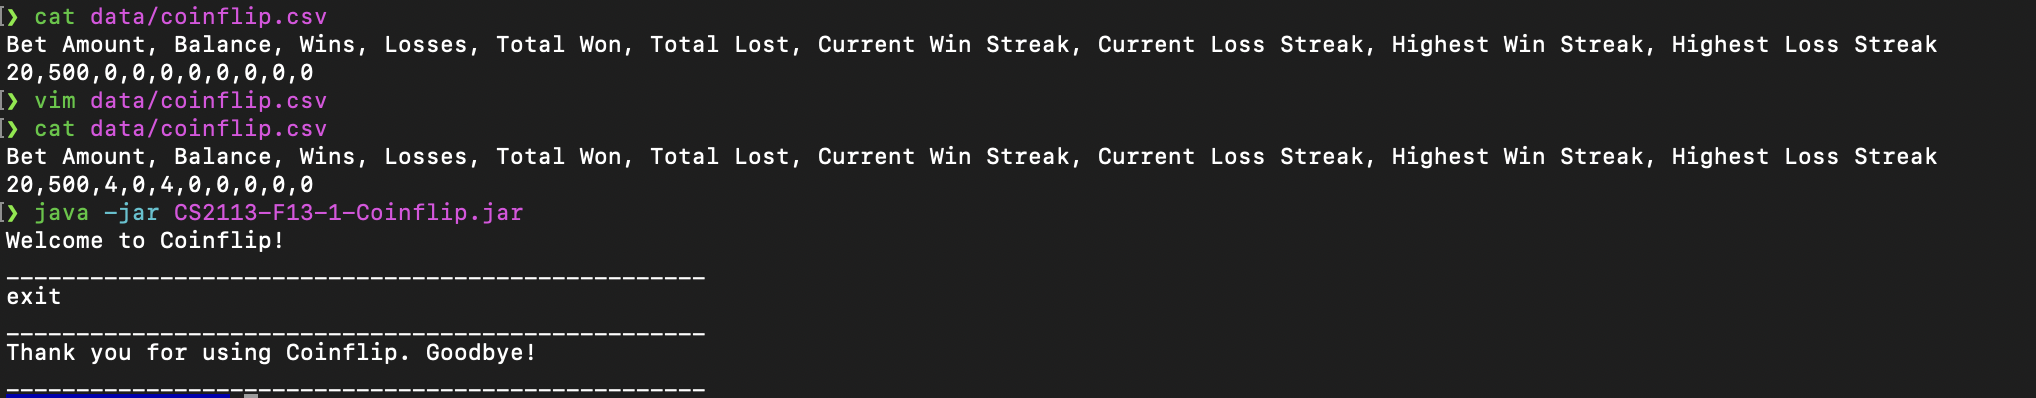 ❯ cat data/coinflip.csv
Bet Amount, Balance, Wins, Losses, Total Won, Total Lost, Current Win Streak, Current Loss Streak, Highest Win Streak, Highest Loss Streak
20,500,0,0,0,0,0,0,0,0
❯ vim data/coinflip.csv
❯ cat data/coinflip.csv
Bet Amount, Balance, Wins, Losses, Total Won, Total Lost, Current Win Streak, Current Loss Streak, Highest Win Streak, Highest Loss Streak
20,500,4,0,4,0,0,0,0,0
❯ java -jar CS2113-F13-1-Coinflip.jar
Welcome to Coinflip!
__________________________________________________
exit
__________________________________________________
Thank you for using Coinflip. Goodbye!
__________________________________________________